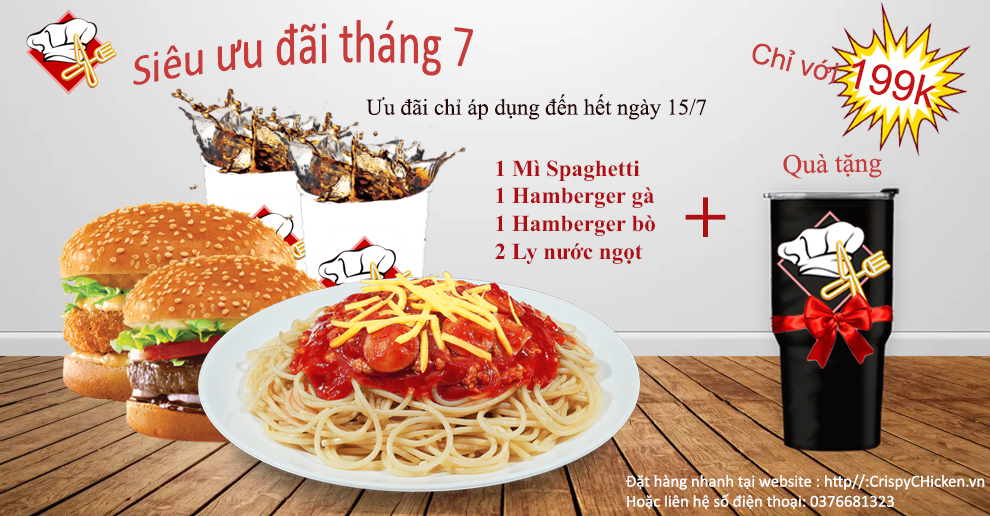 Siêu ưu đãi tháng 7
Chỉ với 199k
Ưu đãi chỉ áp dụng đến hết ngày 15/7
1 Mì Spaghetti
1 Hamberger gà
1 Hamberger bò
2 Ly nước ngọt
+
Quà tặng
Đặt hàng nhanh tại website : http//:CrispyCHicken.vn
Hoặc liên hệ số điện thoại: 0376681323